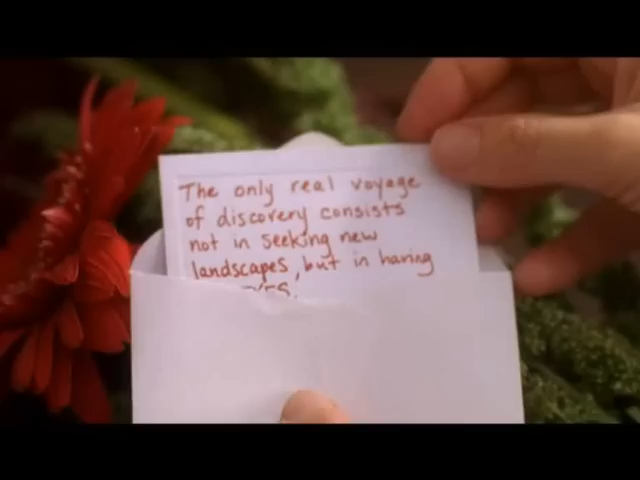 The only real voyage
of discovery consists
not in seeking new
landscapes, but in having